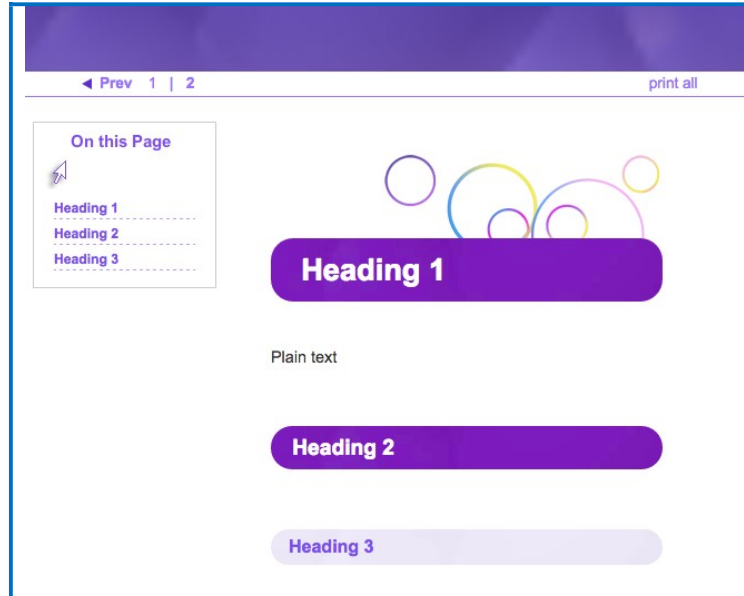 ◄ Prev 1 | 2 print all
On this Page
Heading 1
Heading 2
Heading 3
Heading 1
Plain text
Heading 2
Heading 3